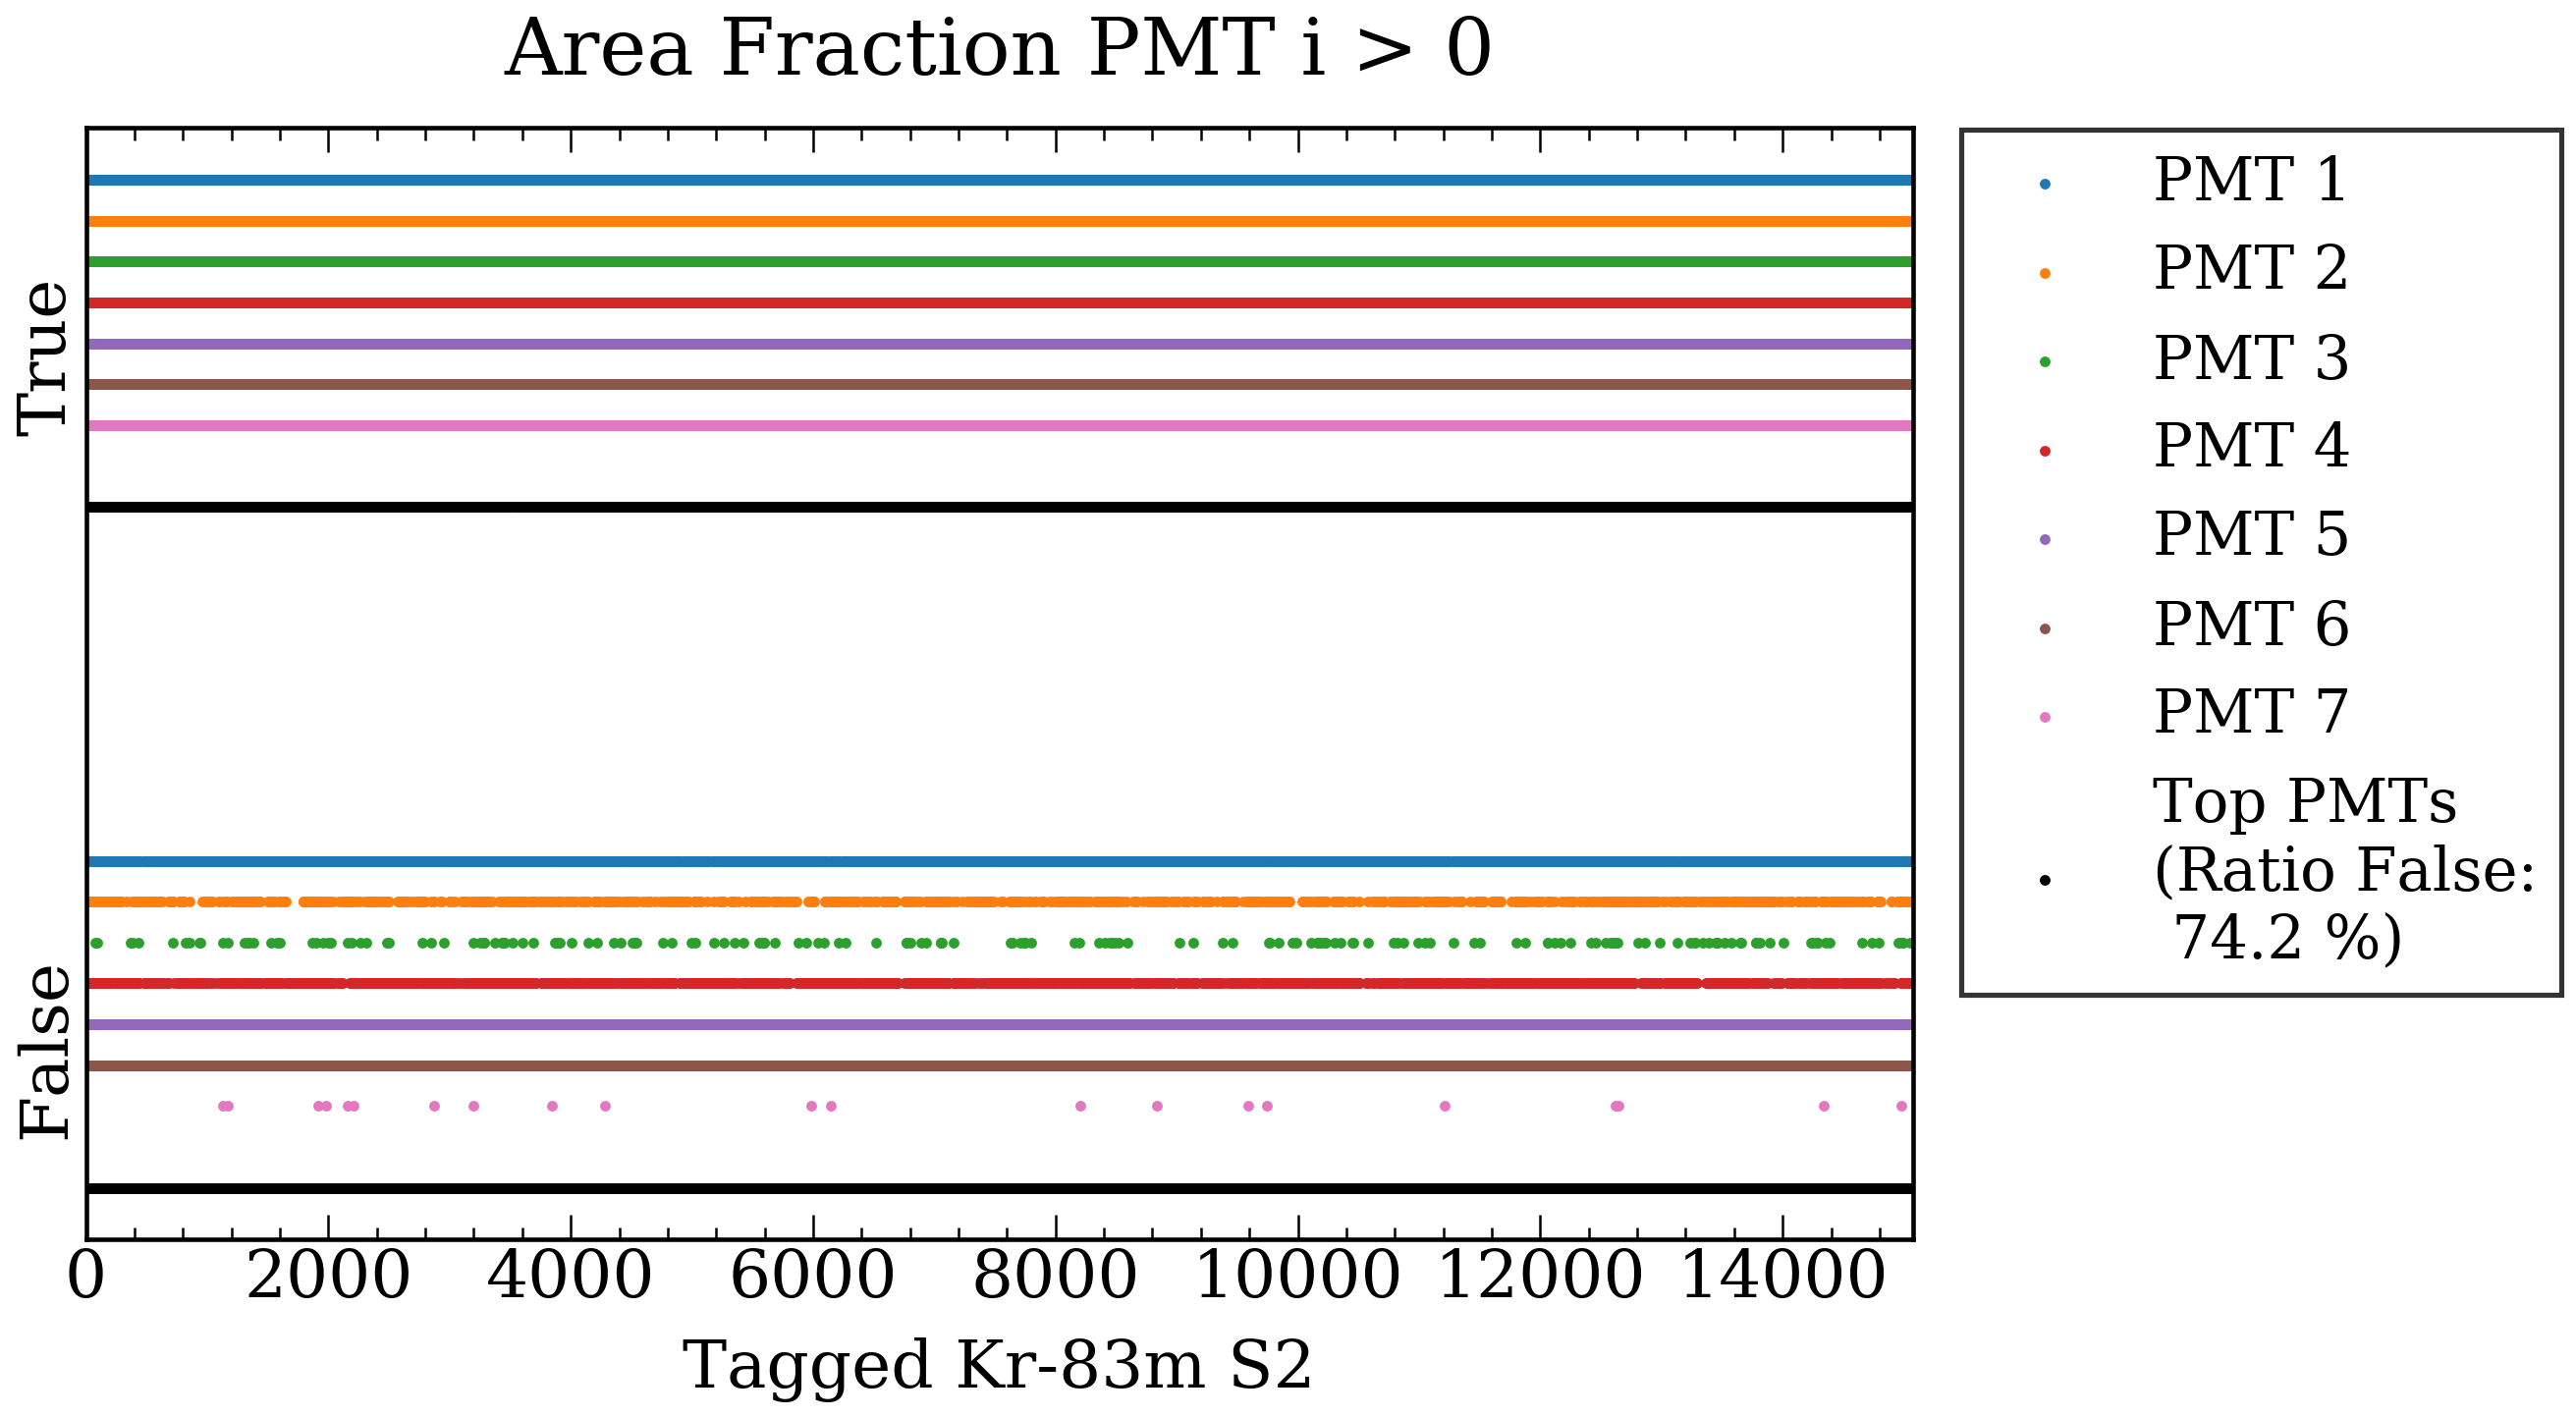 Area Fraction PMT i > 0
True
False
0 2000 4000 6000 8000 10000 12000 14000
Tagged Kr-83m S2
PMT 1
PMT 2
PMT 3
PMT 4
PMT 5
PMT 6
PMT 7
Top PMTs
(Ratio False:
74.2 %)